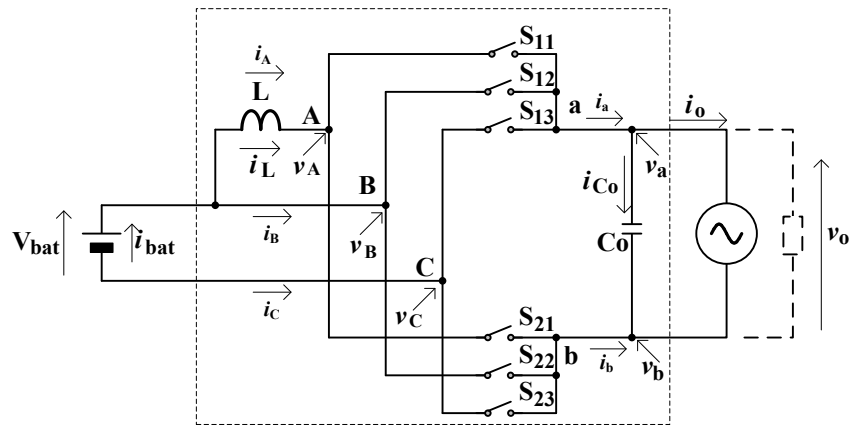 S11
iA
L
S12
A
a
ia
io
S13
iL
vA
va
B
iCo
Vbat
ibat
iB
vB
Co
vo
C
iC
vC
S21
b
ib
S22
vb
S23